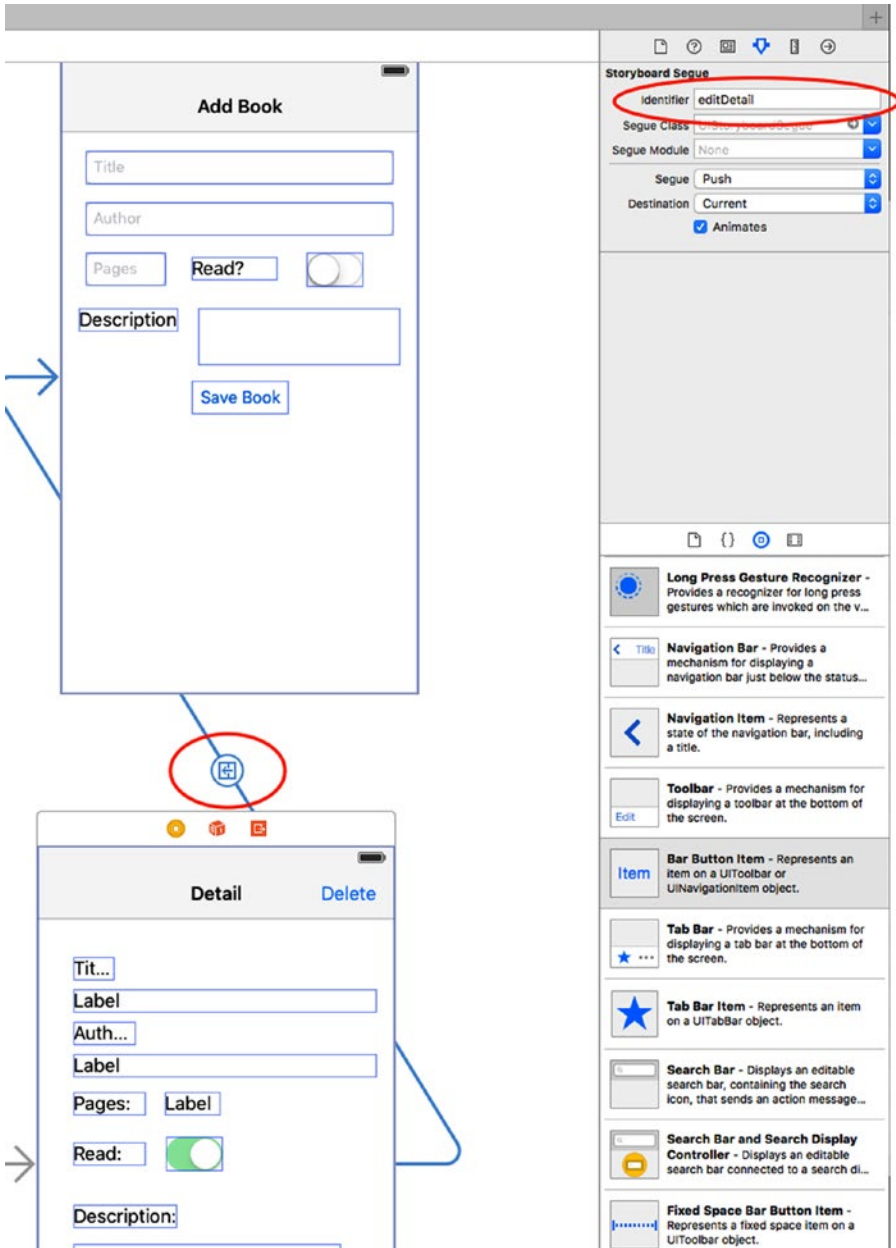 Add Book
Title
Author
Pages
Read?
Description
Save Book
Detail
Delete
Tit...
Label
Auth...
Label
Pages:
Label
Read:
Description:
Storyboard Segue
Identifier editDetail
Segue Class UIStoryboardSegue
Segue Module None
Segue Push
Destination Current
Animates
Long Press Gesture Recognizer -
Provides a recognizer for long press
gestures which are invoked on the v...
Title
Navigation Bar - Provides a
mechanism for displaying a
navigation bar just below the status...
Navigation Item - Represents a
state of the navigation bar, including
a title.
Edit
Toolbar - Provides a mechanism for
displaying a toolbar at the bottom of
the screen.
Item
Bar Button Item - Represents an
item on a UIToolbar or
UINavigationItem object.
Tab Bar - Provides a mechanism for
displaying a tab bar at the bottom of
the screen.
Tab Bar Item - Represents an item
on a UITabBar object.
Search Bar - Displays an editable
search bar, containing the search
icon, that sends an action message...
Search Bar and Search Display
Controller - Displays an editable
search bar connected to a search di...
Fixed Space Bar Button Item -
Represents a fixed space item on a
UIToolbar object.